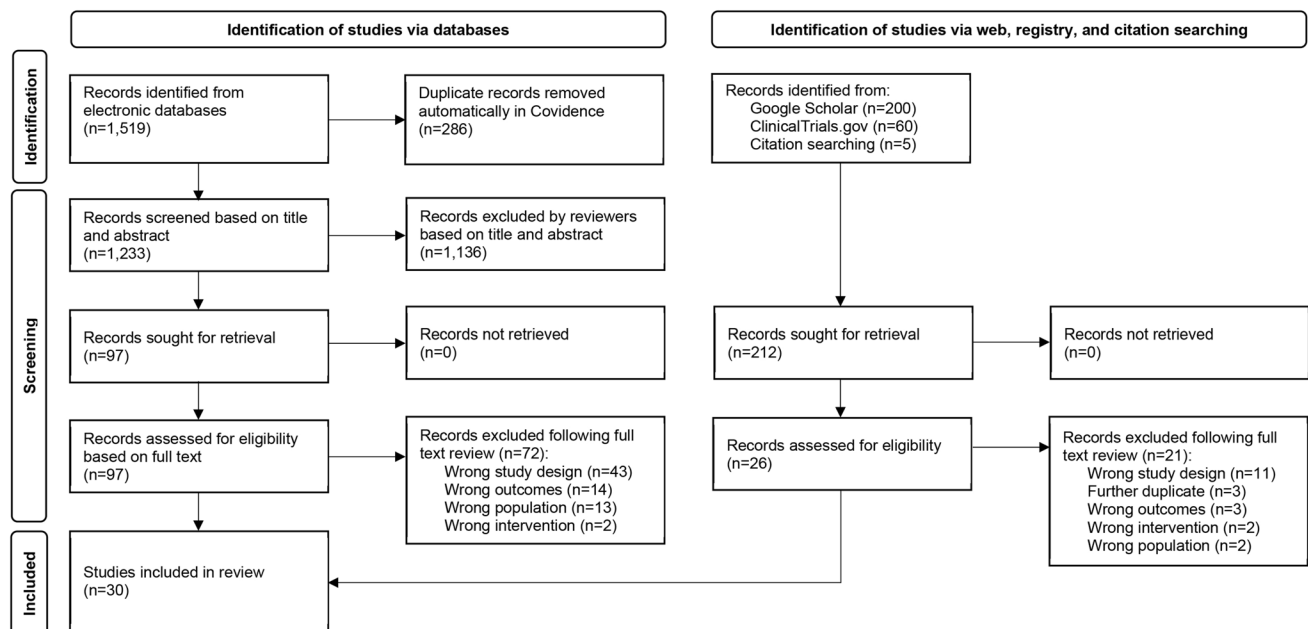 Identification of studies via databases
Identification of studies via web, registry, and citation searching
Identification
Records identified from
electronic databases
(n=1,519)
Duplicate records removed
automatically in Covidence
(n=286)
Records identified from:
Google Scholar (n=200)
ClinicalTrials.gov (n=60)
Citation searching (n=5)
Screening
Records screened based on title
and abstract
(n=1,233)
Records excluded by reviewers
based on title and abstract
(n=1,136)
Records sought for retrieval
(n=97)
Records not retrieved
(n=0)
Records sought for retrieval
(n=212)
Records not retrieved
(n=0)
Records assessed for eligibility
based on full text
(n=97)
Records excluded following full
text review (n=72):
Wrong study design (n=43)
Wrong outcomes (n=14)
Wrong population (n=13)
Wrong intervention (n=2)
Records assessed for eligibility
(n=26)
Records excluded following full
text review (n=21):
Wrong study design (n=11)
Further duplicate (n=3)
Wrong outcomes (n=3)
Wrong intervention (n=2)
Wrong population (n=2)
Included
Studies included in review
(n=30)